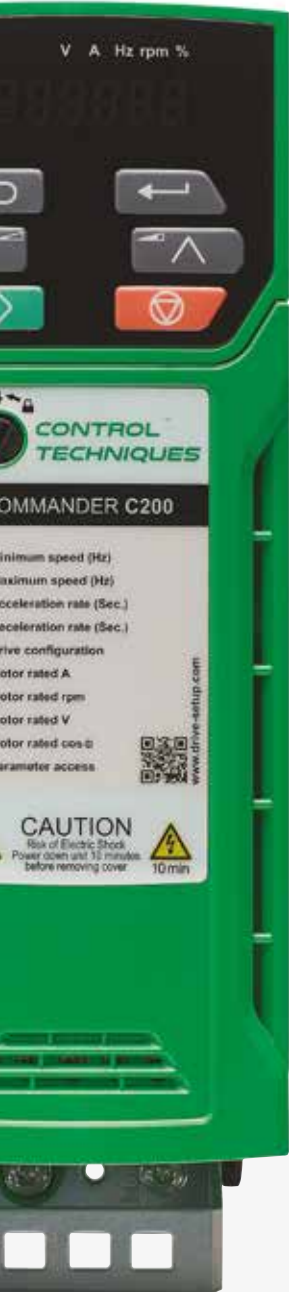 V A Hz rpm %
CONTROL
TECHNIQUES
OMMANDER C200
inimum speed (Hz)
aximum speed (Hz)
cceleration rate (Sec.)
eceleration rate (Sec.)
rive configuration
otor rated A
otor rated rpm
otor rated V
otor rated cos Φ
arameter access
www.drive-setup.com
CAUTION
Risk of Electric Shock
Power down unit 10 minutes
before removing cover
10 min